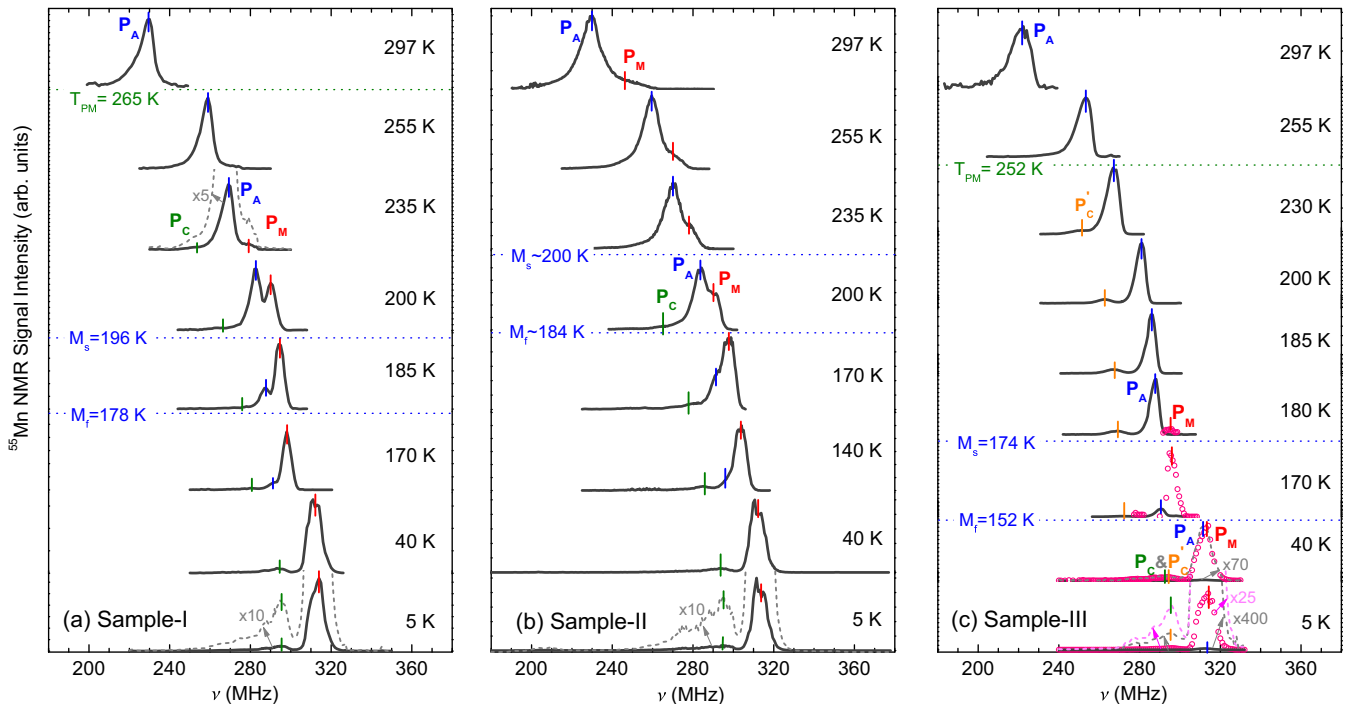 ⁵⁵Mn NMR Signal Intensity (arb. units)
P_A
297 K
T_PM= 265 K
255 K
x5
P_A
235 K
P_C
P_M
200 K
M_s=196 K
185 K
M_f=178 K
170 K
40 K
x10
(a) Sample-I
5 K
200 240 280 320 360
ν (MHz)
P_A
297 K
P_M
255 K
235 K
M_s~200 K
P_A
P_M
200 K
P_C
M_f~184 K
170 K
140 K
40 K
x10
(b) Sample-II
5 K
200 240 280 320 360
ν (MHz)
P_A
297 K
255 K
T_PM= 252 K
P'_C
230 K
200 K
185 K
P_A
180 K
P_M
M_s=174 K
170 K
M_f=152 K
P_A
P_M
40 K
P_C&P'_C
x70
x25
(c) Sample-III
x400
5 K
200 240 280 320 360
ν (MHz)